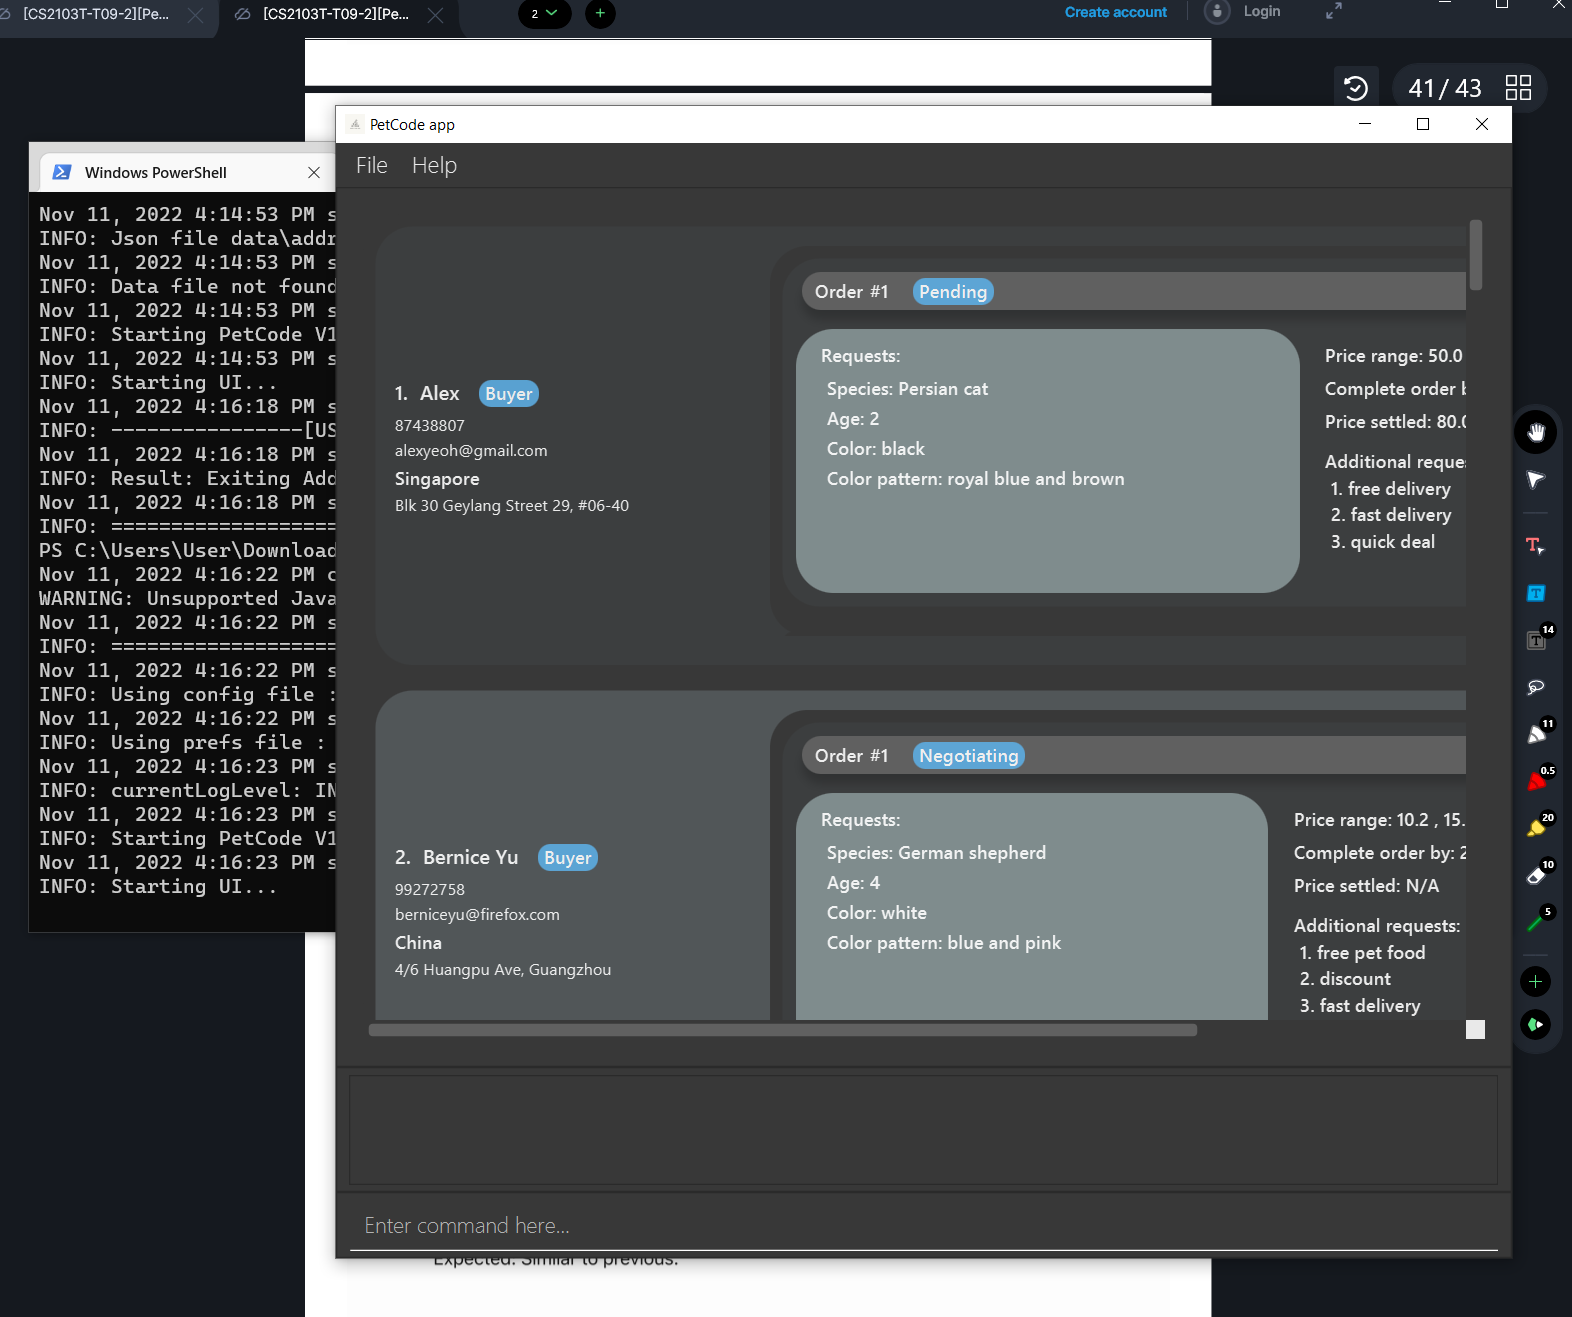 [CS2103T-T09-2][Pe...
[CS2103T-T09-2][Pe...
2
Create account
Login
41 / 43
PetCode app
File Help
Windows PowerShell
Nov 11, 2022 4:14:53 PM s
INFO: Json file data\addr
Nov 11, 2022 4:14:53 PM s
INFO: Data file not found
Nov 11, 2022 4:14:53 PM s
INFO: Starting PetCode V1
Nov 11, 2022 4:14:53 PM s
INFO: Starting UI...
Nov 11, 2022 4:16:18 PM s
INFO: ----------------[US
Nov 11, 2022 4:16:18 PM s
INFO: Result: Exiting Add
Nov 11, 2022 4:16:18 PM s
INFO: ===================
PS C:\Users\User\Download
Nov 11, 2022 4:16:22 PM c
WARNING: Unsupported Java
Nov 11, 2022 4:16:22 PM s
INFO: ===================
Nov 11, 2022 4:16:22 PM s
INFO: Using config file :
Nov 11, 2022 4:16:22 PM s
INFO: Using prefs file :
Nov 11, 2022 4:16:23 PM s
INFO: currentLogLevel: IN
Nov 11, 2022 4:16:23 PM s
INFO: Starting PetCode V1
Nov 11, 2022 4:16:23 PM s
INFO: Starting UI...
1. Alex Buyer
87438807
alexyeoh@gmail.com
Singapore
Blk 30 Geylang Street 29, #06-40
Order #1 Pending
Requests:
Species: Persian cat
Age: 2
Color: black
Color pattern: royal blue and brown
Price range: 50.0
Complete order b
Price settled: 80.0
Additional reque
1. free delivery
2. fast delivery
3. quick deal
2. Bernice Yu Buyer
99272758
berniceyu@firefox.com
China
4/6 Huangpu Ave, Guangzhou
Order #1 Negotiating
Requests:
Species: German shepherd
Age: 4
Color: white
Color pattern: blue and pink
Price range: 10.2 , 15.
Complete order by: 2
Price settled: N/A
Additional requests:
1. free pet food
2. discount
3. fast delivery
Enter command here...
Expected: Similar to previous.
14
11
0.5
20
10
5